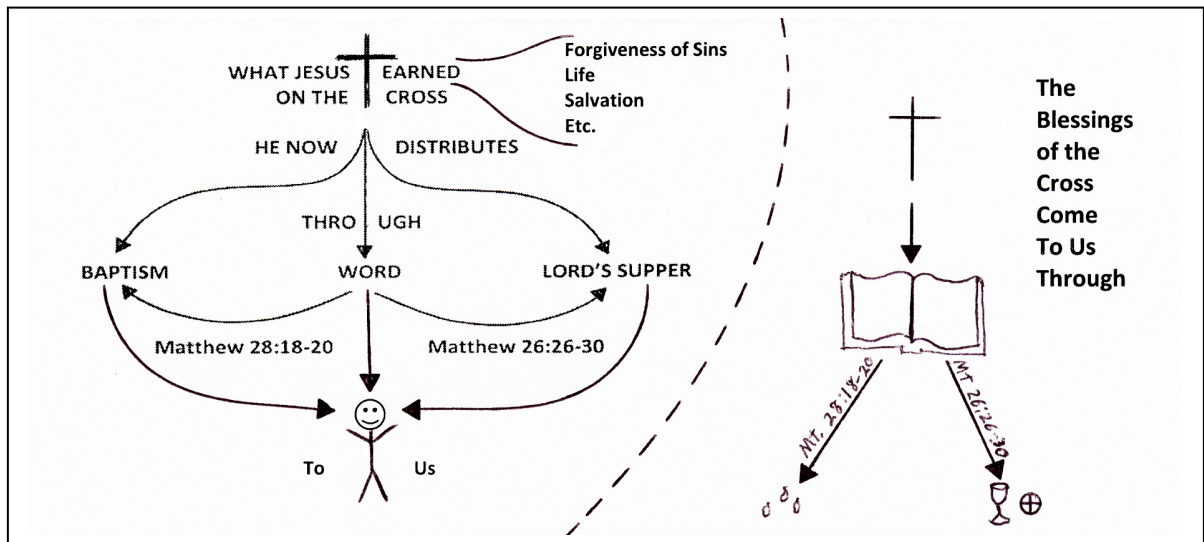 WHAT JESUS EARNED
ON THE CROSS
Forgiveness of Sins
Life
Salvation
Etc.
HE NOW DISTRIBUTES
THRO UGH
BAPTISM WORD LORD'S SUPPER
Matthew 28:18-20 Matthew 26:26-30
To Us
The
Blessings
of the
Cross
Come
To Us
Through
MT. 28:18-20
MT 26:26-30